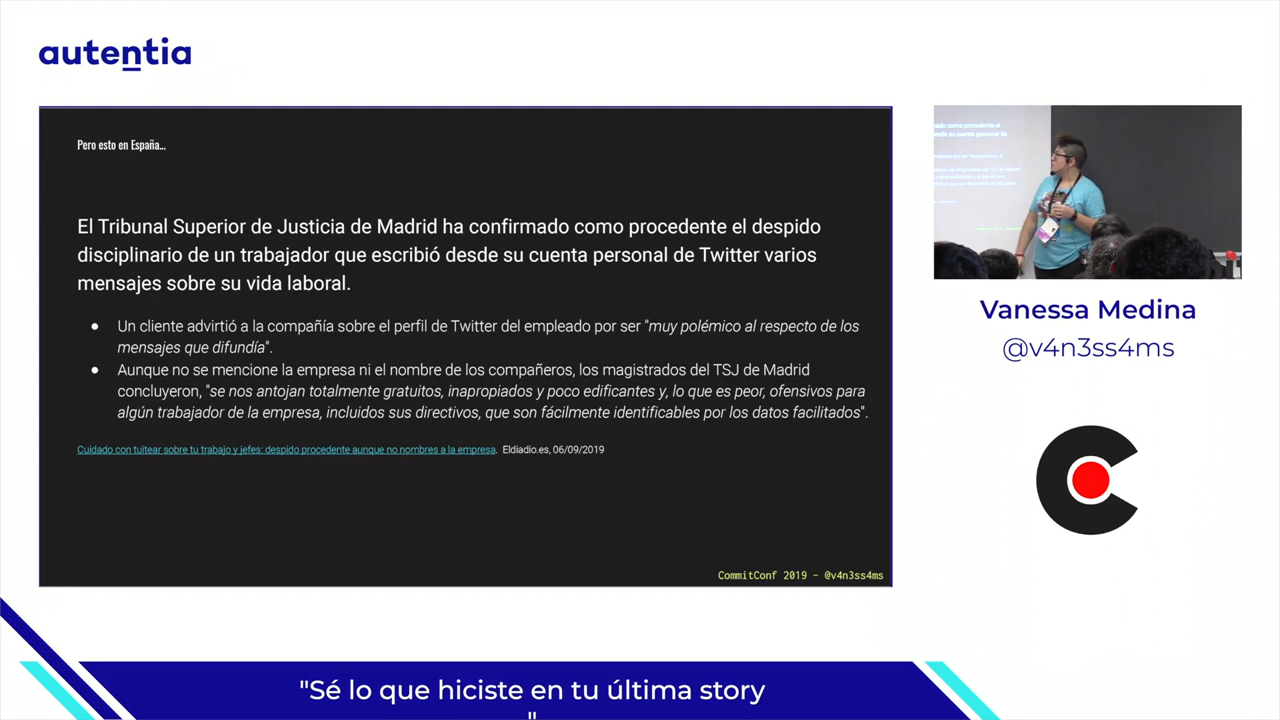 autentia
Pero esto en España...
El Tribunal Superior de Justicia de Madrid ha confirmado como procedente el despido
disciplinario de un trabajador que escribió desde su cuenta personal de Twitter varios
mensajes sobre su vida laboral.
● Un cliente advirtió a la compañía sobre el perfil de Twitter del empleado por ser "muy polémico al respecto de los
mensajes que difundía".
● Aunque no se mencione la empresa ni el nombre de los compañeros, los magistrados del TSJ de Madrid
concluyeron, "se nos antojan totalmente gratuitos, inapropiados y poco edificantes y, lo que es peor, ofensivos para
algún trabajador de la empresa, incluidos sus directivos, que son fácilmente identificables por los datos facilitados".
Cuidado con tuitear sobre tu trabajo y jefes: despido procedente aunque no nombres a la empresa. Eldiadio.es, 06/09/2019
CommitConf 2019 - @v4n3ss4ms
Vanessa Medina
@v4n3ss4ms
"Sé lo que hiciste en tu última story
"